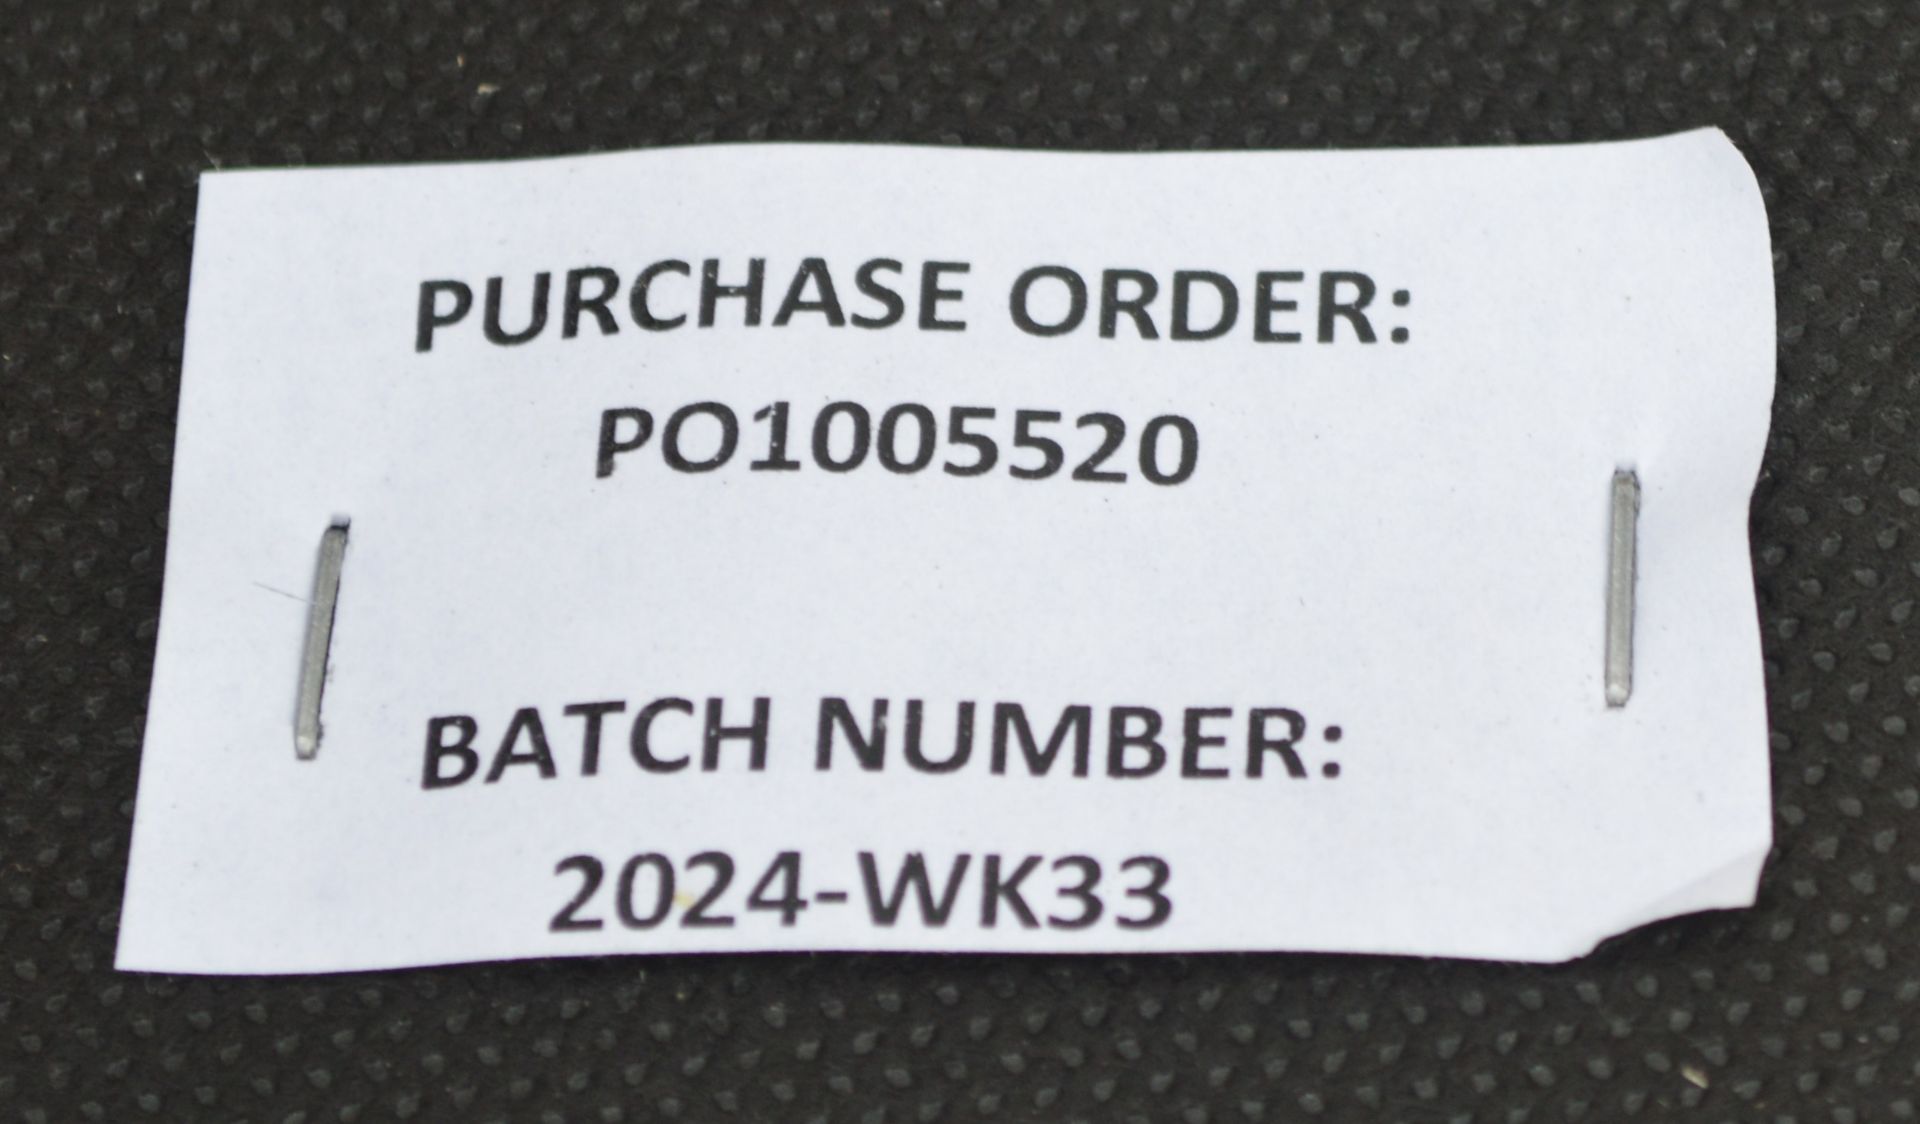 PURCHASE ORDER:
PO1005520
BATCH NUMBER:
2024-WK33